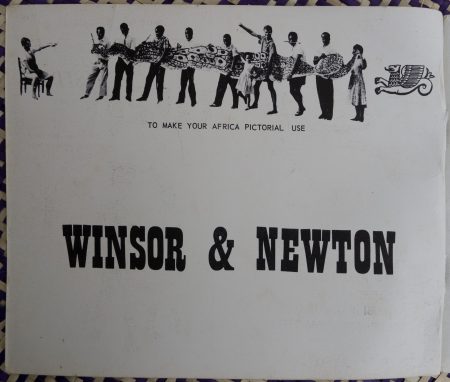 TO MAKE YOUR AFRICA PICTORIAL USE
WINSOR & NEWTON